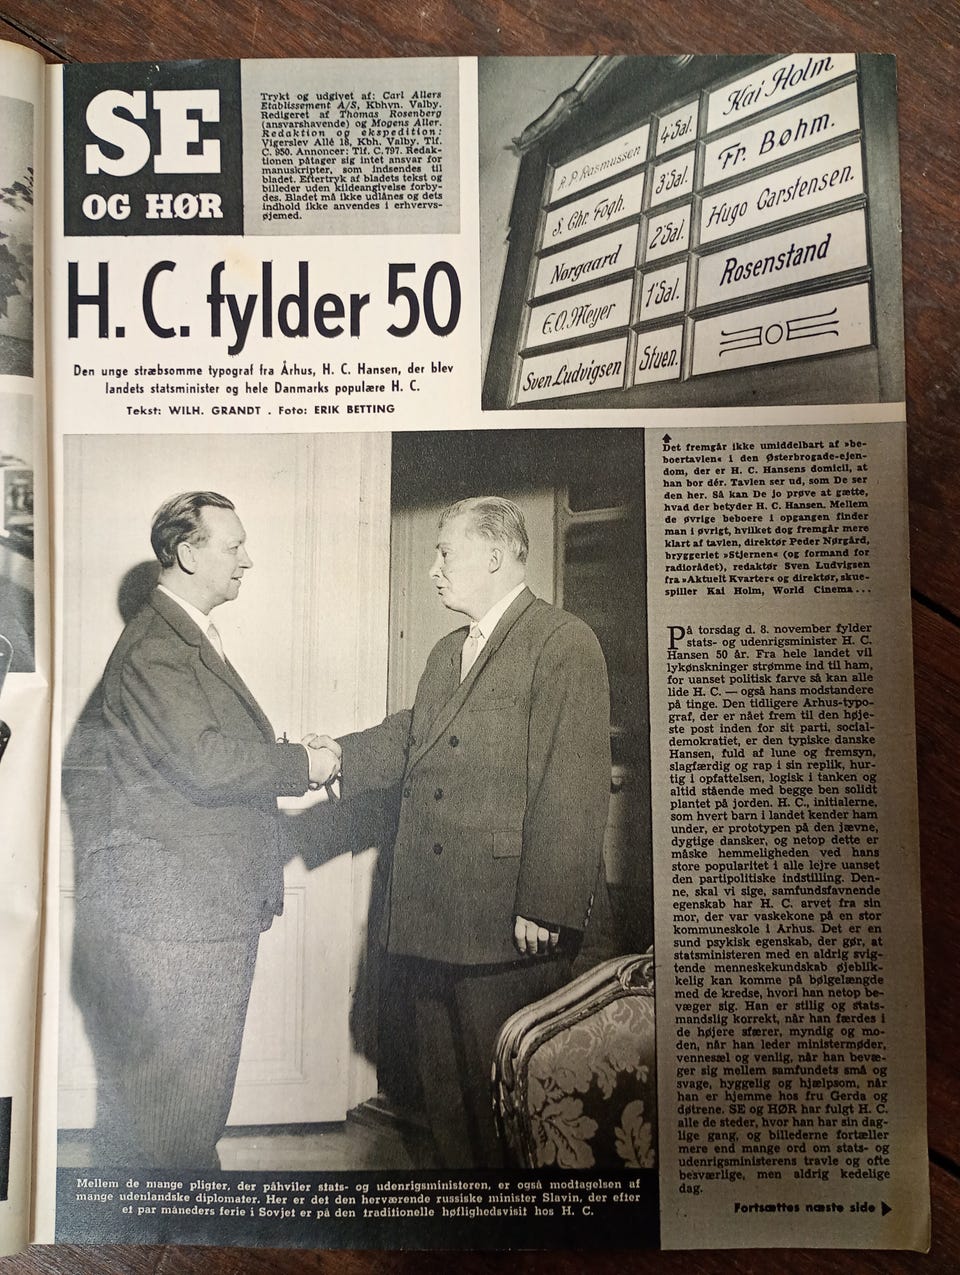 SE
OG HØR
Trykt og udgivet af: Carl Allers
Etablissement A/S, Kbhvn. Valby.
Redigeret af Thomas Rosenberg
(ansvarshavende) og Mogens Aller.
Redaktion og ekspedition:
Vigerslev Allé 18, Kbh. Valby. Tlf.
C. 950. Annoncer: Tlf. C. 797. Redak-
tionen påtager sig intet ansvar for
manuskripter, som indsendes til
bladet. Eftertryk af bladets tekst og
billeder uden kildeangivelse forby-
des. Bladet må ikke udlånes og dets
indhold ikke anvendes i erhvervs-
øjemed.
R.P. Rasmussen 4'Sal. Kai Holm
S. Chr. Fogh. 3'Sal. Fr. Bøhm.
Nørgaard 2'Sal. Hugo Carstensen.
E.O. Meyer 1'Sal. Rosenstand
Sven Ludvigsen Stuen.
H. C. fylder 50
Den unge stræbsomme typograf fra Århus, H. C. Hansen, der blev
landets statsminister og hele Danmarks populære H. C.
Tekst: WILH. GRANDT . Foto: ERIK BETTING
Det fremgår ikke umiddelbart af »be-
boertavlen« i den Østerbrogade-ejen-
dom, der er H. C. Hansens domicil, at
han bor dér. Tavlen ser ud, som De ser
den her. Så kan De jo prøve at gætte,
hvad der betyder H. C. Hansen. Mellem
de øvrige beboere i opgangen finder
man i øvrigt, hvilket dog fremgår mere
klart af tavlen, direktør Peder Nørgård,
bryggeriet »Stjernen« (og formand for
radiorådet), redaktør Sven Ludvigsen
fra »Aktuelt Kvarter« og direktør, skue-
spiller Kai Holm, World Cinema...
På torsdag d. 8. november fylder
stats- og udenrigsminister H. C.
Hansen 50 år. Fra hele landet vil
lykønskninger strømme ind til ham,
for uanset politisk farve så kan alle
lide H. C. — også hans modstandere
på tinge. Den tidligere Århus-typo-
graf, der er nået frem til den høje-
ste post inden for sit parti, social-
demokratiet, er den typiske danske
Hansen, fuld af lune og fremsyn,
slagfærdig og rap i sin replik, hur-
tig i opfattelsen, logisk i tanken og
altid stående med begge ben solidt
plantet på jorden. H. C., initialerne,
som hvert barn i landet kender ham
under, er prototypen på den jævne,
dygtige dansker, og netop dette er
måske hemmeligheden ved hans
store popularitet i alle lejre uanset
den partipolitiske indstilling. Den-
ne, skal vi sige, samfundsfavnende
egenskab har H. C. arvet fra sin
mor, der var vaskekone på en stor
kommuneskole i Århus. Det er en
sund psykisk egenskab, der gør, at
statsministeren med en aldrig svig-
tende menneskekundskab øjeblik-
kelig kan komme på bølgelængde
med de kredse, hvori han netop be-
væger sig. Han er stilig og stats-
mandslig korrekt, når han færdes i
de højere sfærer, myndig og mo-
den, når han leder ministermøder,
vennesæl og venlig, når han bevæ-
ger sig mellem samfundets små og
svage, hyggelig og hjælpsom, når
han er hjemme hos fru Gerda og
døtrene. SE og HØR har fulgt H. C.
alle de steder, hvor han har sin dag-
lige gang, og billederne fortæller
mere end mange ord om stats- og
udenrigsministerens travle og ofte
besværlige, men aldrig kedelige
dag.
Fortsættes næste side
Mellem de mange pligter, der påhviler stats- og udenrigsministeren, er også modtagelsen af
mange udenlandske diplomater. Her er det den herværende russiske minister Slavin, der efter
et par måneders ferie i Sovjet er på den traditionelle høflighedsvisit hos H. C.